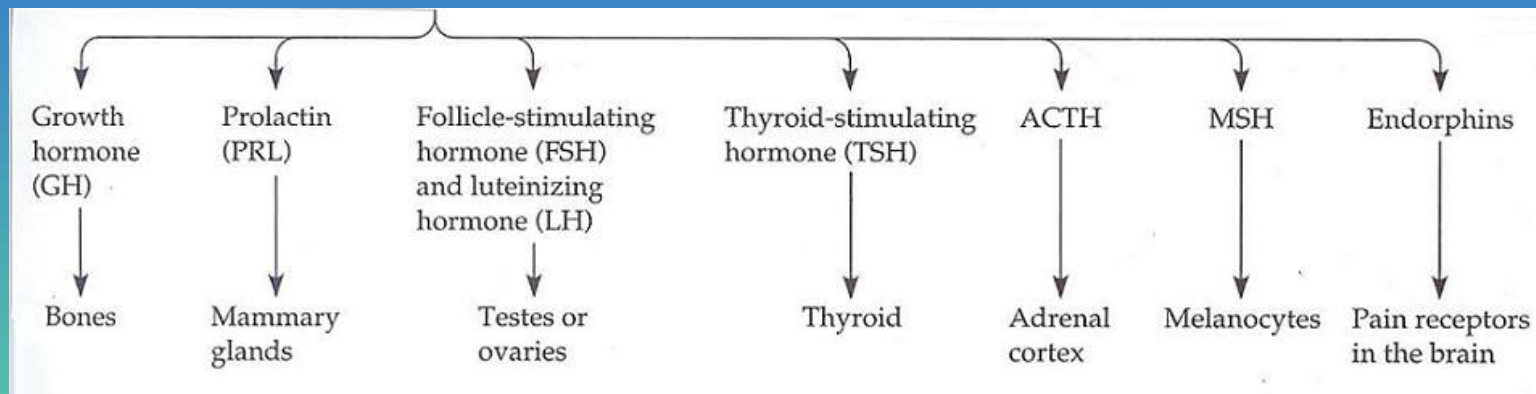 Growth
hormone
(GH)
Prolactin
(PRL)
Follicle-stimulating
hormone (FSH)
and luteinizing
hormone (LH)
Thyroid-stimulating
hormone (TSH)
ACTH
MSH
Endorphins
Bones
Mammary
glands
Testes or
ovaries
Thyroid
Adrenal
cortex
Melanocytes
Pain receptors
in the brain